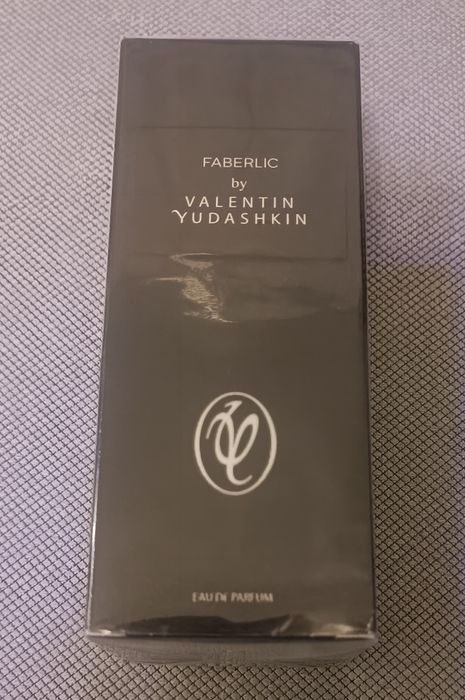 FABERLIC
by
VALENTIN
YUDASHKIN
EAU DE PARFUM